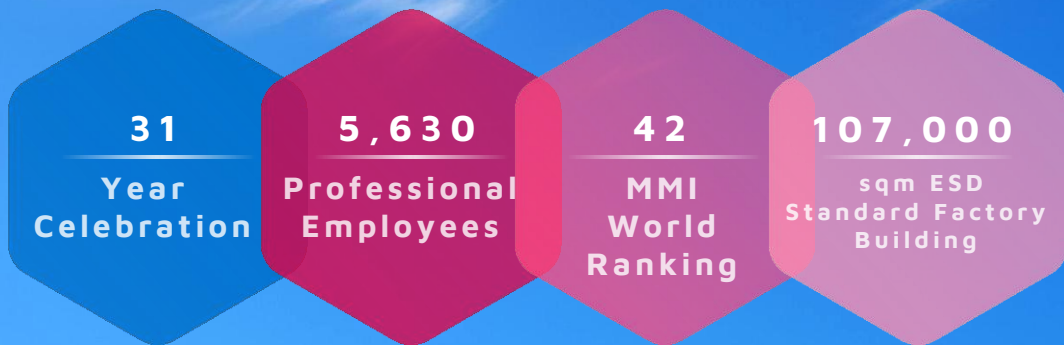 31
Year
Celebration
5,630
Professional
Employees
42
MMI
World
Ranking
107,000
sqm ESD
Standard Factory
Building